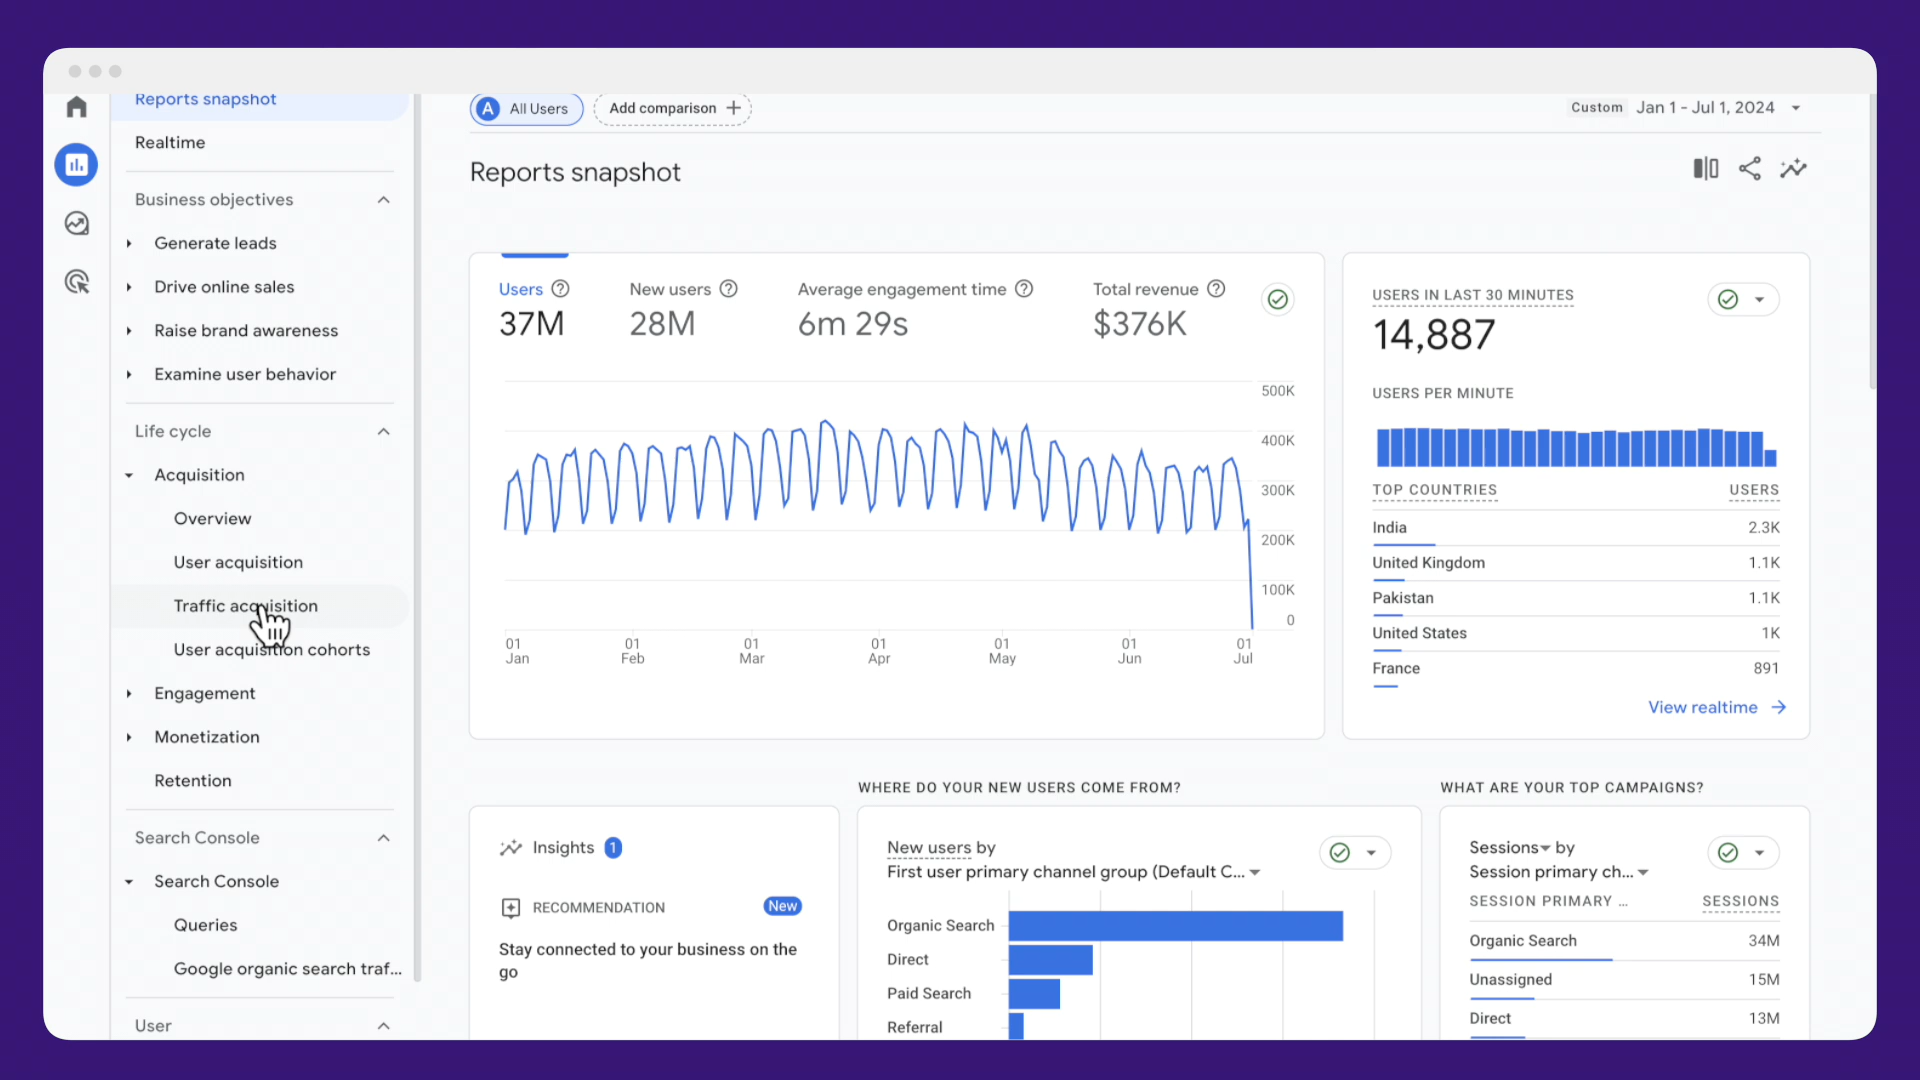 Reports snapshot
Realtime
Business objectives
Generate leads
Drive online sales
Raise brand awareness
Examine user behavior
Life cycle
Acquisition
Overview
User acquisition
Traffic acquisition
User acquisition cohorts
Engagement
Monetization
Retention
Search Console
Search Console
Queries
Google organic search traf...
User
A All Users
Add comparison +
Custom Jan 1 - Jul 1, 2024
Reports snapshot
Users New users Average engagement time Total revenue
37M 28M 6m 29s $376K
500K
400K
300K
200K
100K
0
01 01 01 01 01 01 01
Jan Feb Mar Apr May Jun Jul
USERS IN LAST 30 MINUTES
14,887
USERS PER MINUTE
TOP COUNTRIES USERS
India 2.3K
United Kingdom 1.1K
Pakistan 1.1K
United States 1K
France 891
View realtime
Insights 1
RECOMMENDATION New
Stay connected to your business on the
go
WHERE DO YOUR NEW USERS COME FROM?
New users by
First user primary channel group (Default C...
Organic Search
Direct
Paid Search
Referral
WHAT ARE YOUR TOP CAMPAIGNS?
Sessions by
Session primary ch...
SESSION PRIMARY ... SESSIONS
Organic Search 34M
Unassigned 15M
Direct 13M